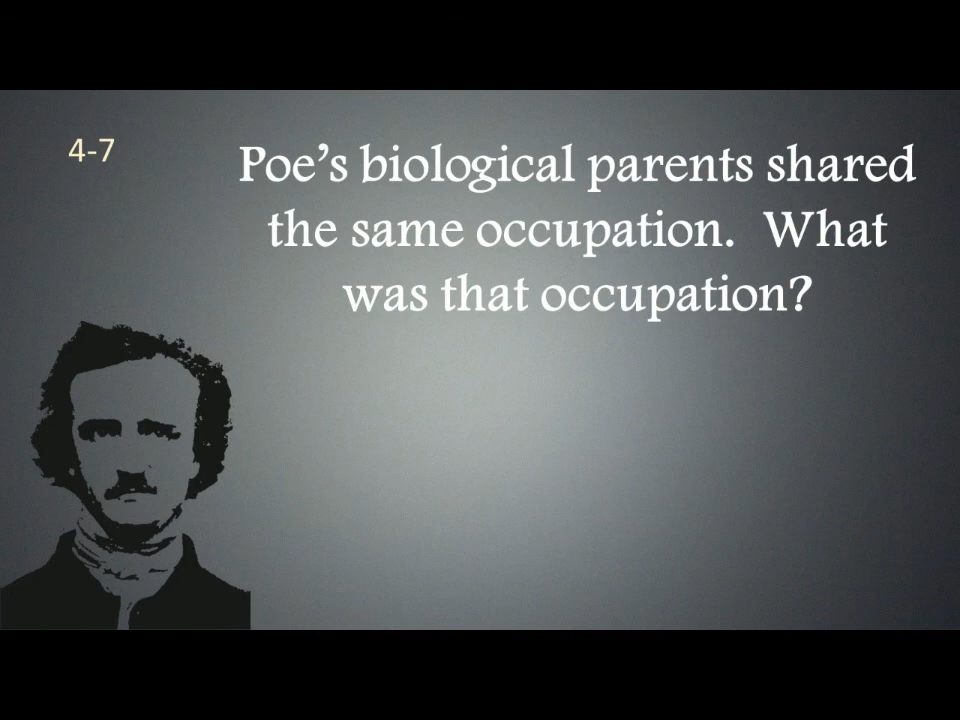 4-7
Poe’s biological parents shared
the same occupation.  What
was that occupation?